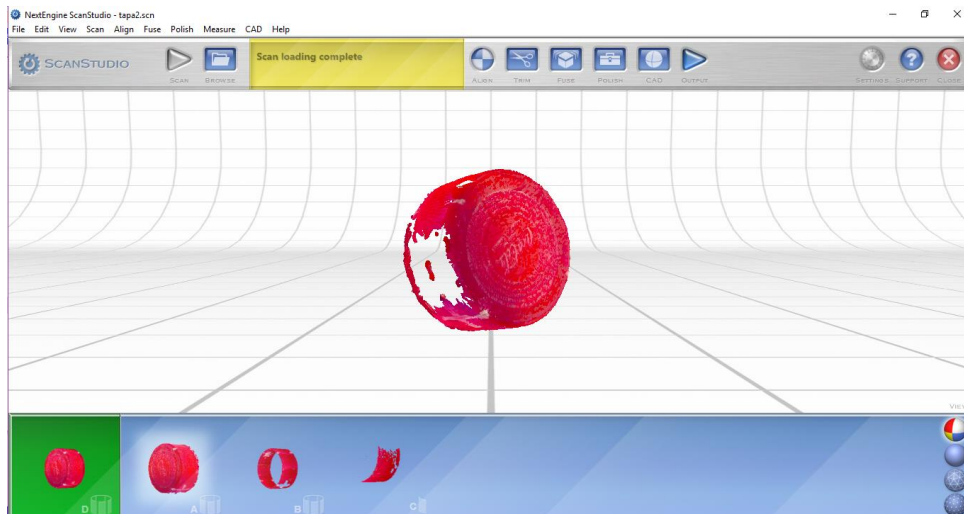 NextEngine ScanStudio - tapa2.scn
File Edit View Scan Align Fuse Polish Measure CAD Help
SCANSTUDIO
SCAN
BROWSE
Scan loading complete
ALIGN
TRIM
FUSE
POLISH
CAD
OUTPUT
SETTINGS
SUPPORT
CLOSE
VIEW
D
A
B
C